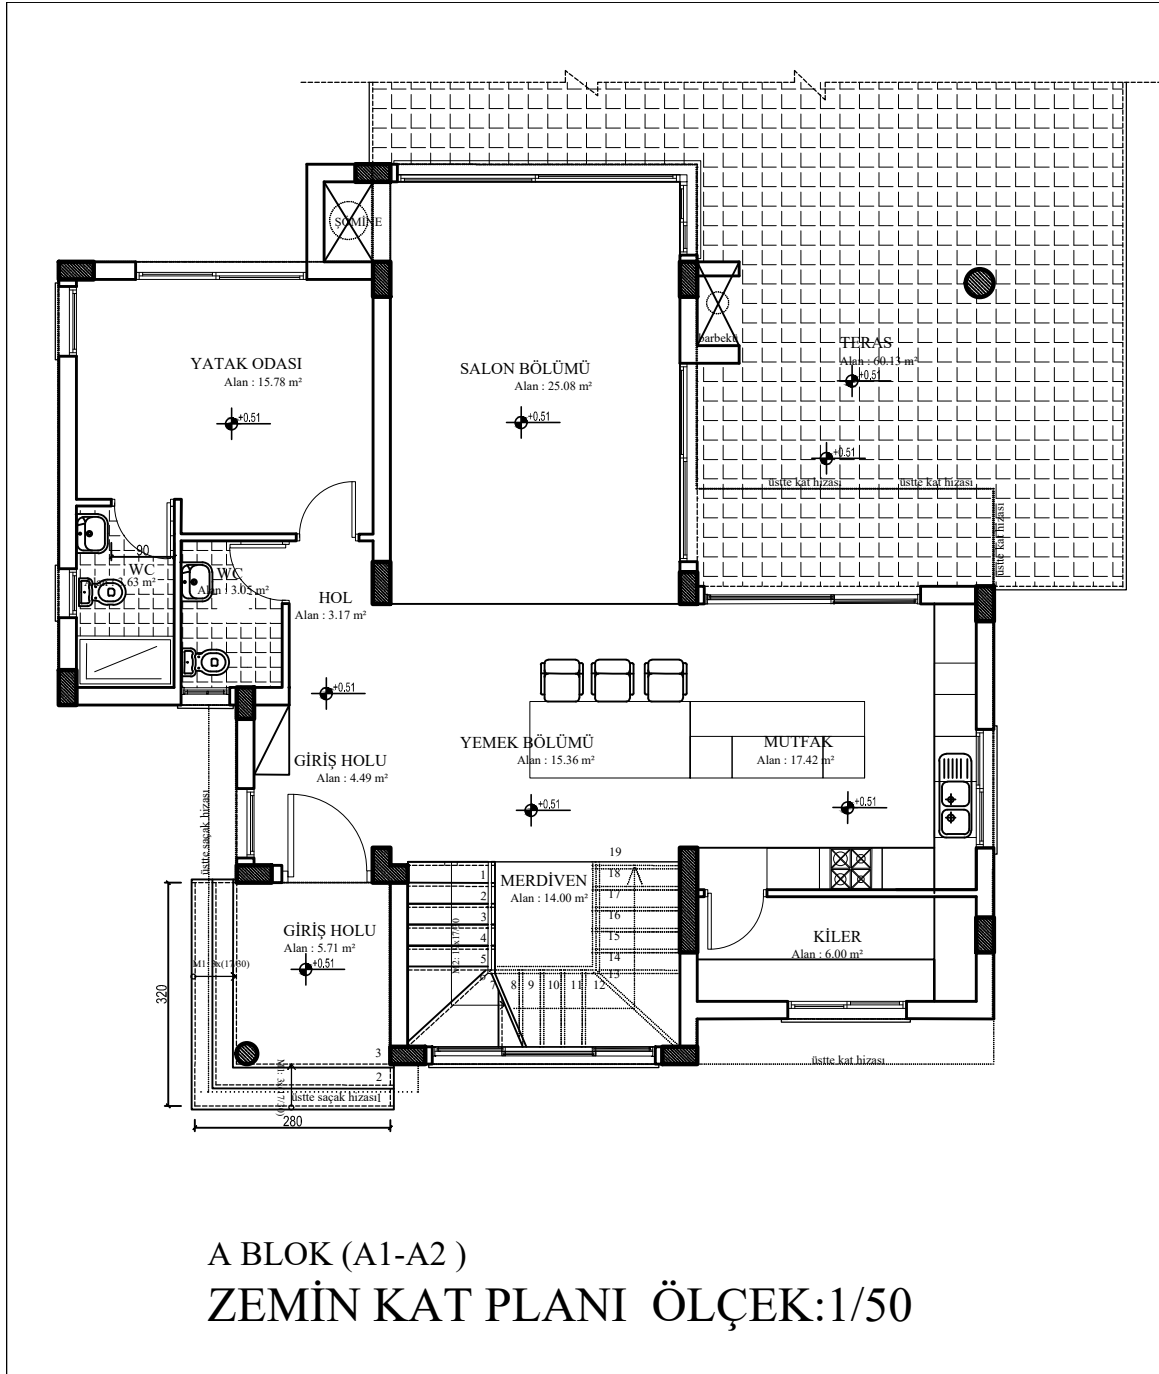 ŞÖMİNE
barbekü
TERAS
Alan : 60.13 m²
+0.51
YATAK ODASI
Alan : 15.78 m²
+0.51
SALON BÖLÜMÜ
Alan : 25.08 m²
+0.51
+0.51
üstte kat hizası
üstte kat hizası
üstte kat hizası
90
WC
WC
Alan : 3.05 m²
HOL
Alan : 3.17 m²
+0.51
GİRİŞ HOLU
Alan : 4.49 m²
YEMEK BÖLÜMÜ
Alan : 15.36 m²
+0.51
MUTFAK
Alan : 17.42 m²
+0.51
üstte saçak hizası
MERDİVEN
Alan : 14.00 m²
1
2
3
4
5
7
8
9
10
11
12
13
14
15
16
17
18
19
GİRİŞ HOLU
Alan : 5.71 m²
+0.51
KİLER
Alan : 6.00 m²
320
3
2
1
üstte saçak hizası
280
üstte kat hizası
A BLOK (A1-A2 )
ZEMİN KAT PLANI ÖLÇEK:1/50